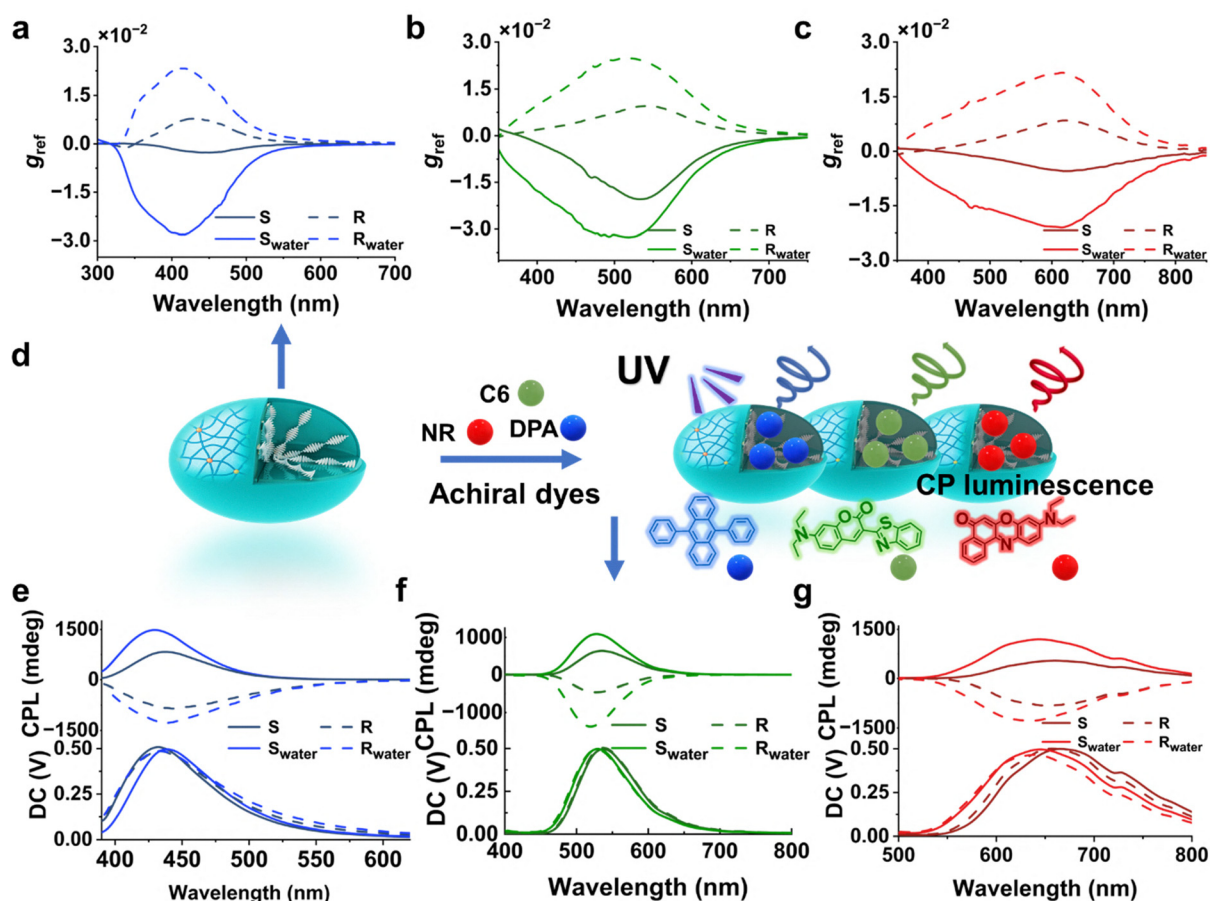 a
×10⁻²
3.0
1.5
0.0
−1.5
−3.0
g_ref
S
R
S_water
R_water
300 400 500 600 700
Wavelength (nm)
b
×10⁻²
3.0
1.5
0.0
−1.5
−3.0
S
R
S_water
R_water
400 500 600 700
Wavelength (nm)
c
×10⁻²
3.0
1.5
0.0
−1.5
−3.0
S
R
S_water
R_water
400 500 600 700 800
Wavelength (nm)
d
C6
NR
DPA
Achiral dyes
UV
CP luminescence
O
O
N
S
N
O
O
N
N
e
CPL (mdeg)
1500
0
−1500
S
R
S_water
R_water
DC (V)
0.50
0.25
0.00
400 450 500 550 600
Wavelength (nm)
f
CPL (mdeg)
1000
0
−1000
S
R
S_water
R_water
DC (V)
0.50
0.25
0.00
400 500 600 700 800
Wavelength (nm)
g
CPL (mdeg)
1500
0
−1500
S
R
S_water
R_water
DC (V)
0.50
0.25
0.00
500 600 700 800
Wavelength (nm)